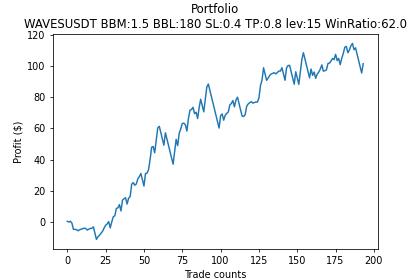 Portfolio
WAVESUSDT BBM:1.5 BBL:180 SL:0.4 TP:0.8 lev:15 WinRatio:62.0
120
100
80
60
40
20
0
Profit ($)
0 25 50 75 100 125 150 175 200
Trade counts